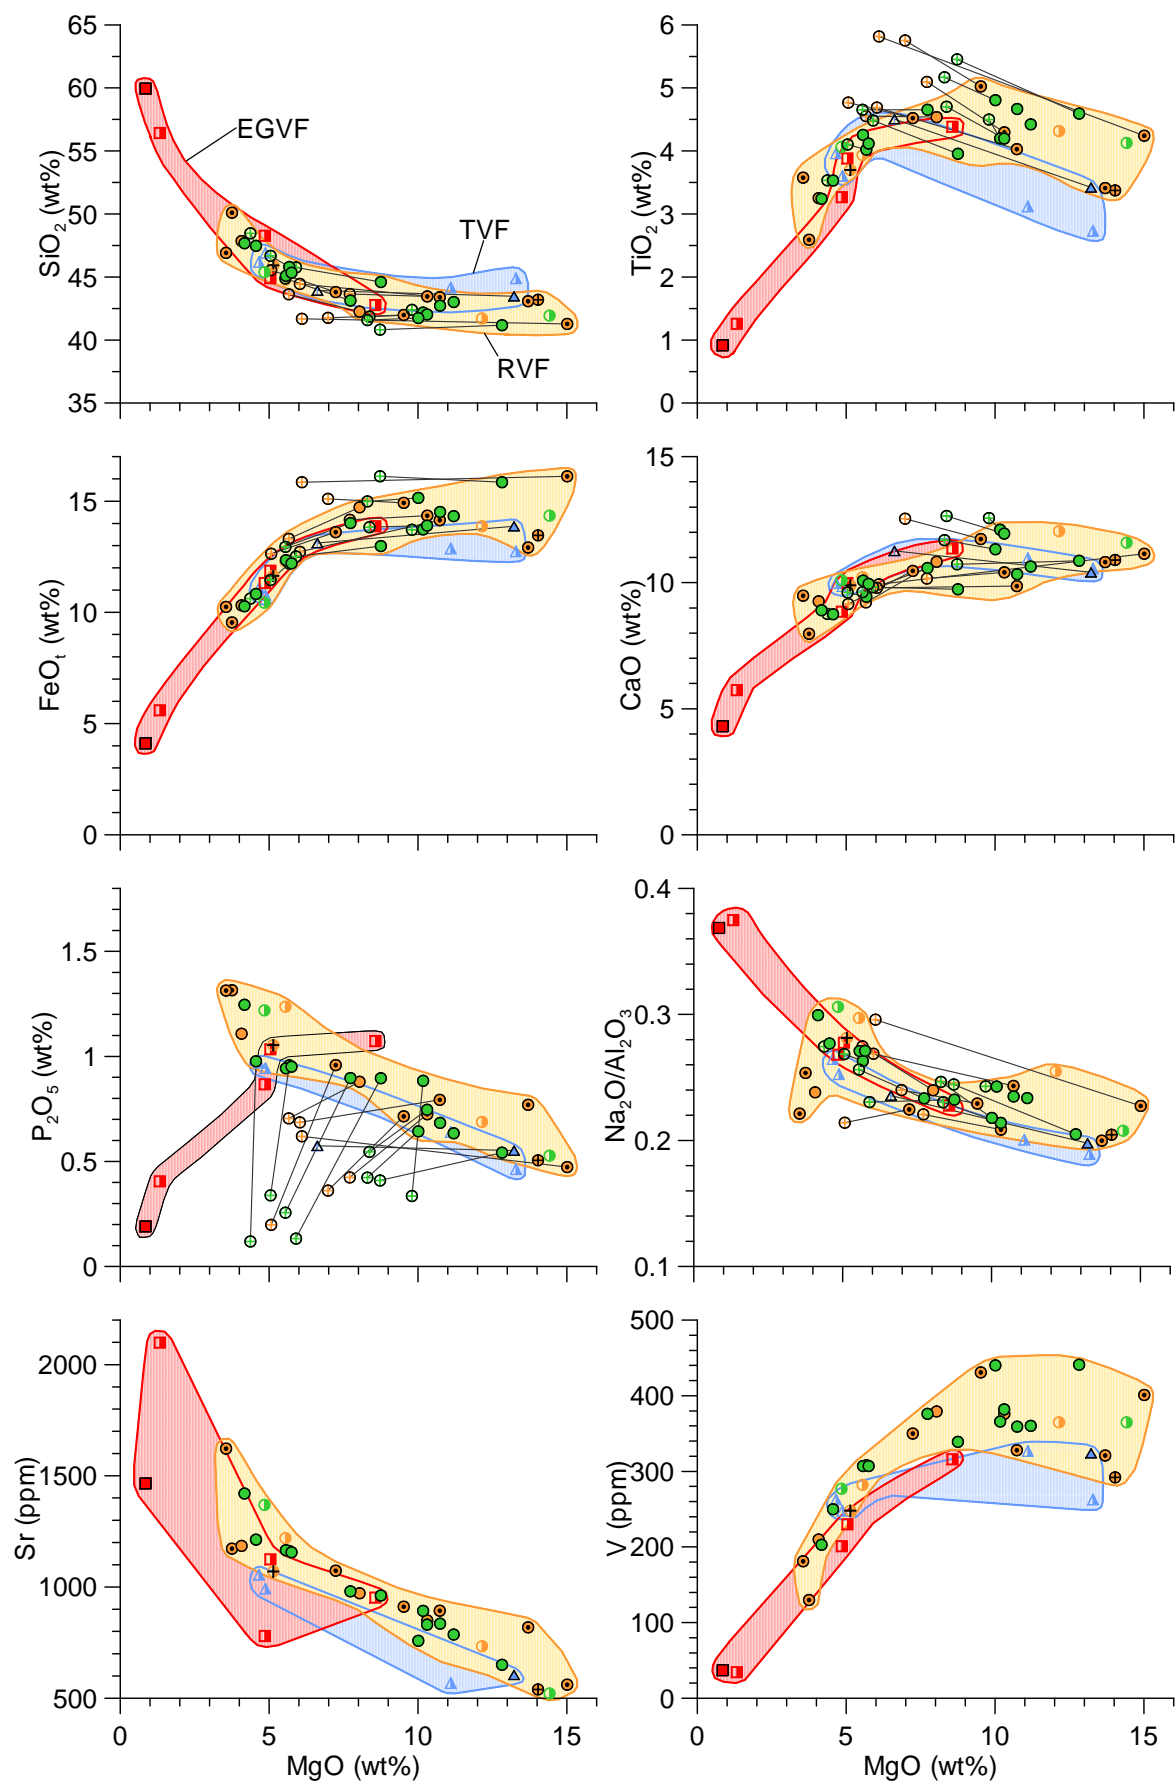 65
60
55
50
45
40
35
SiO₂ (wt%)
EGVF
TVF
RVF
6
5
4
3
2
1
0
TiO₂ (wt%)
15
10
5
0
FeOₜ (wt%)
15
10
5
0
CaO (wt%)
1.5
1
0.5
0
P₂O₅ (wt%)
0.4
0.3
0.2
0.1
Na₂O/Al₂O₃
2000
1500
1000
500
Sr (ppm)
0 5 10 15
MgO (wt%)
500
400
300
200
100
0
V (ppm)
0 5 10 15
MgO (wt%)